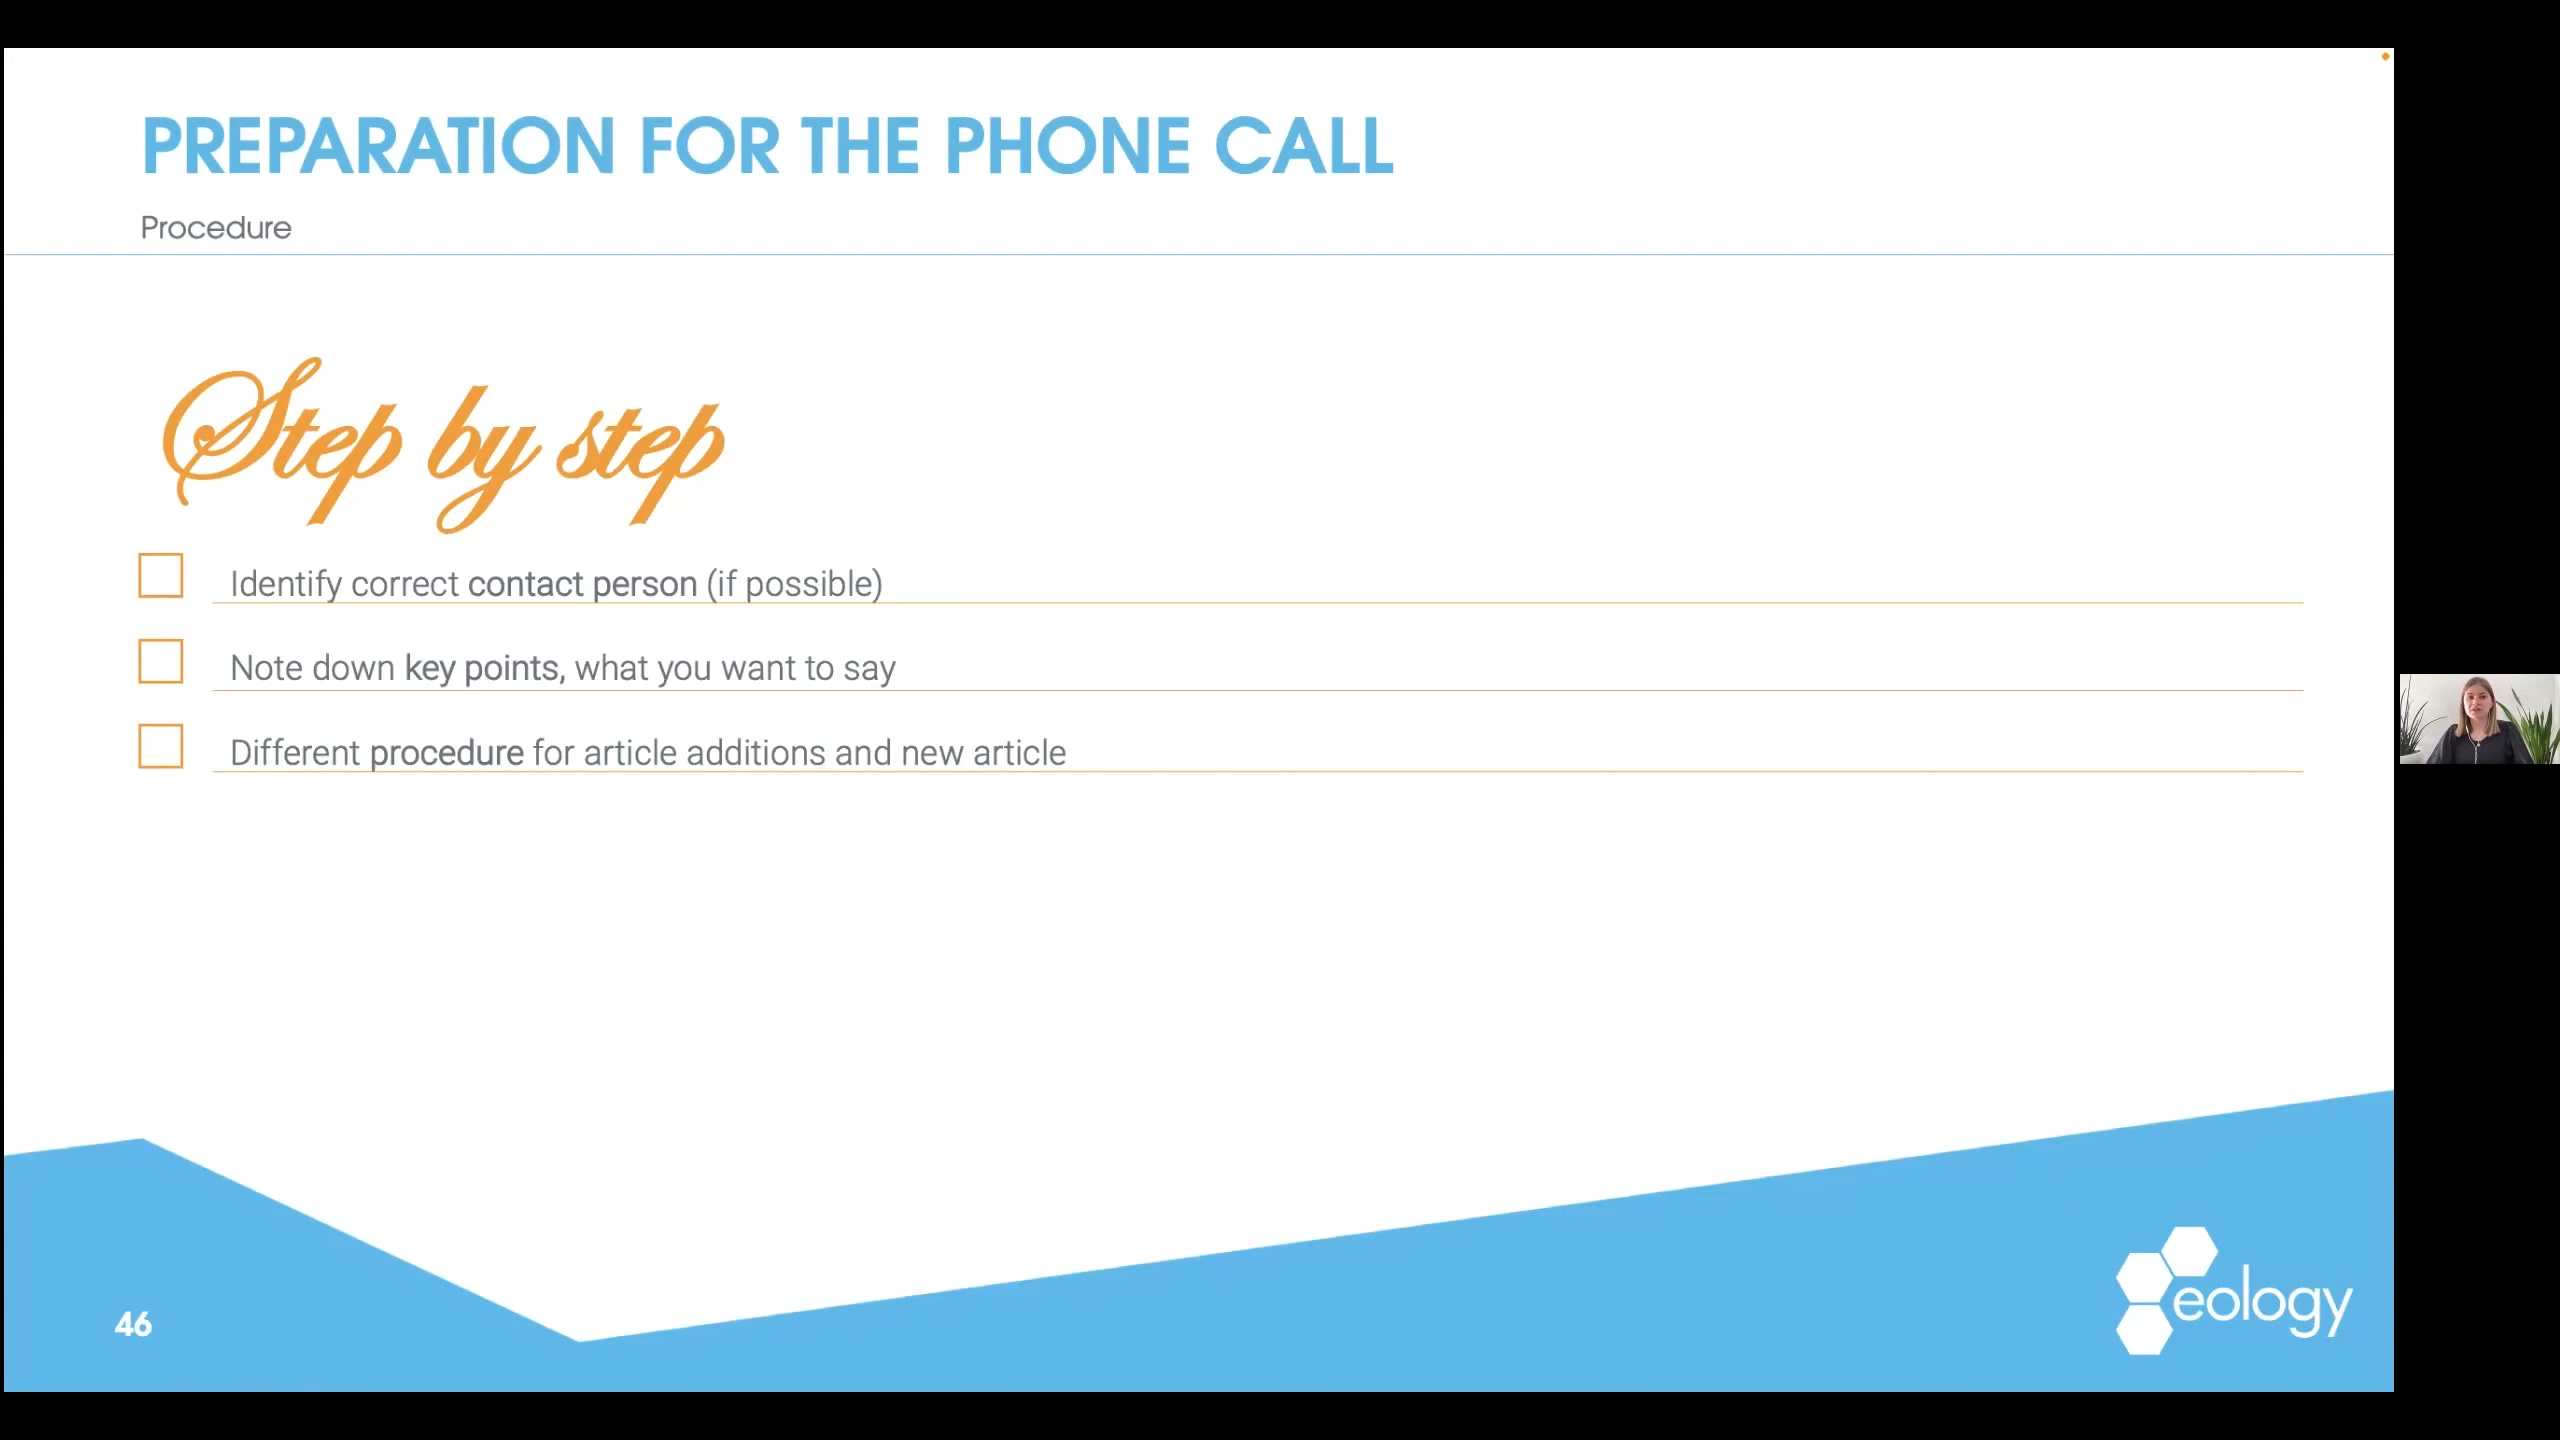 PREPARATION FOR THE PHONE CALL
Procedure
Step by step
Identify correct contact person (if possible)
Note down key points, what you want to say
Different procedure for article additions and new article
46
eology